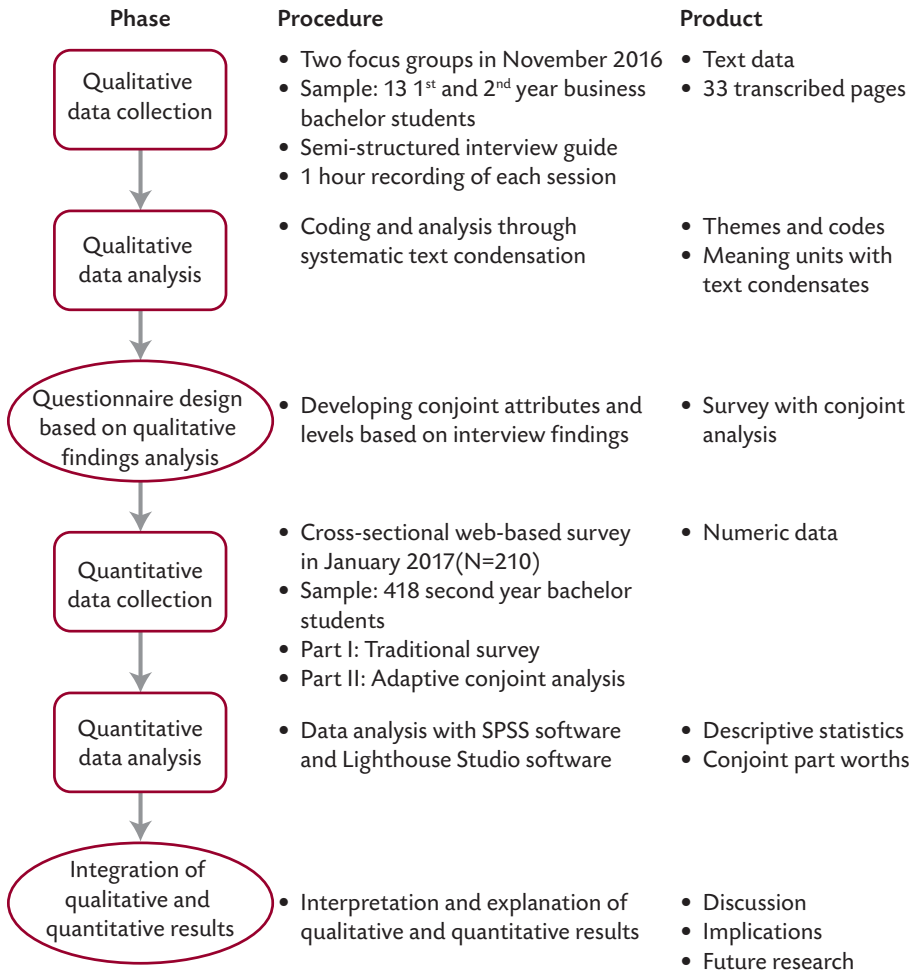 Phase Procedure Product
Qualitative
data collection
• Two focus groups in November 2016
• Sample: 13 1st and 2nd year business
bachelor students
• Semi-structured interview guide
• 1 hour recording of each session
• Text data
• 33 transcribed pages
Qualitative
data analysis
• Coding and analysis through
systematic text condensation
• Themes and codes
• Meaning units with
text condensates
Questionnaire design
based on qualitative
findings analysis
• Developing conjoint attributes and
levels based on interview findings
• Survey with conjoint
analysis
Quantitative
data collection
• Cross-sectional web-based survey
in January 2017(N=210)
• Sample: 418 second year bachelor
students
• Part I: Traditional survey
• Part II: Adaptive conjoint analysis
• Numeric data
Quantitative
data analysis
• Data analysis with SPSS software
and Lighthouse Studio software
• Descriptive statistics
• Conjoint part worths
Integration of
qualitative and
quantitative results
• Interpretation and explanation of
qualitative and quantitative results
• Discussion
• Implications
• Future research